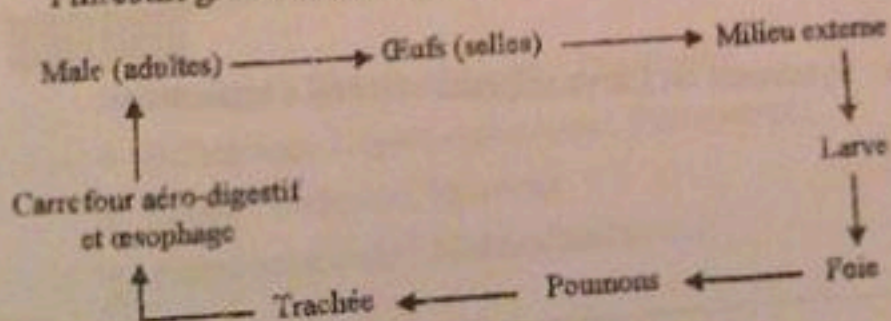 Male (adultes) Œufs (selles) Milieu externe
Larve
Carrefour aéro-digestif
et œsophage
Trachée Poumons Foie